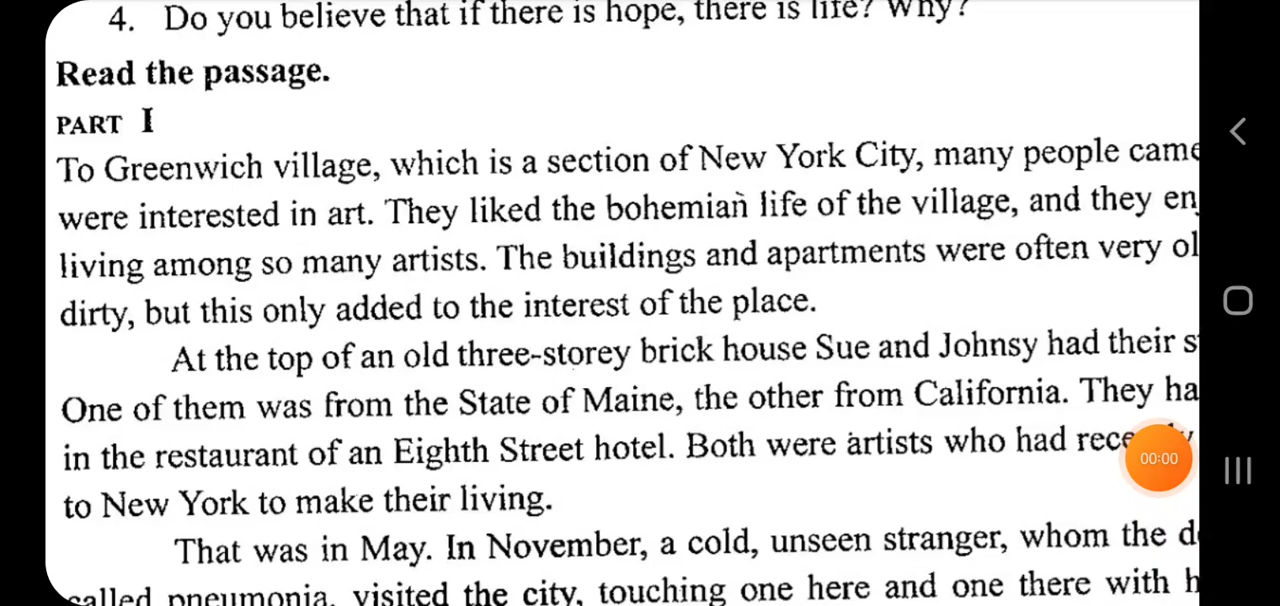 4. Do you believe that if there is hope, there is life? Why?
Read the passage.
PART I
To Greenwich village, which is a section of New York City, many people came
were interested in art. They liked the bohemian life of the village, and they
living among so many artists. The buildings and apartments were often very
dirty, but this only added to the interest of the place.
At the top of an old three-storey brick house Sue and Johnsy had their
One of them was from the State of Maine, the other from California. They
in the restaurant of an Eighth Street hotel. Both were artists who had
to New York to make their living.
That was in May. In November, a cold, unseen stranger, whom the
called pneumonia, visited the city, touching one here and one there with
00:00